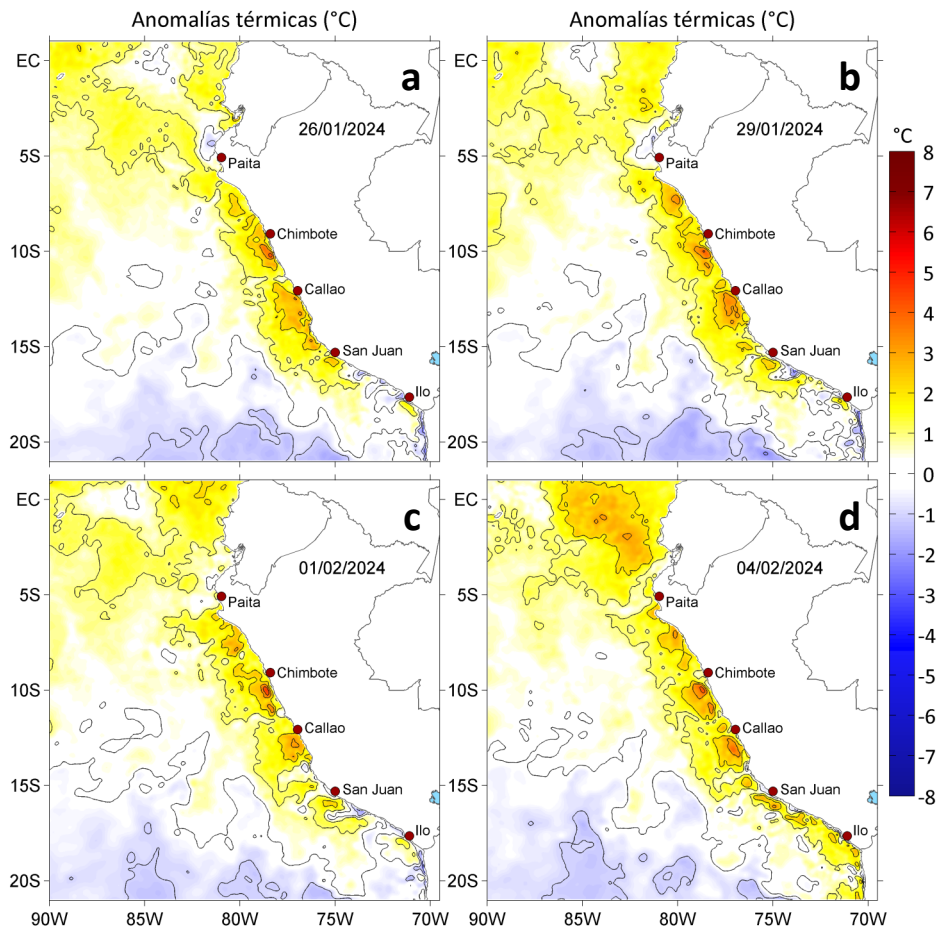 Anomalías térmicas (°C) Anomalías térmicas (°C)
EC
5S
10S
15S
20S
a
26/01/2024
Paita
Chimbote
Callao
San Juan
Ilo
EC
5S
10S
15S
20S
b
29/01/2024
Paita
Chimbote
Callao
San Juan
Ilo
°C
8
7
6
5
4
3
2
1
0
-1
-2
-3
-4
-5
-6
-7
-8
EC
5S
10S
15S
20S
c
01/02/2024
Paita
Chimbote
Callao
San Juan
Ilo
90W 85W 80W 75W 70W
EC
5S
10S
15S
20S
d
04/02/2024
Paita
Chimbote
Callao
San Juan
Ilo
90W 85W 80W 75W 70W